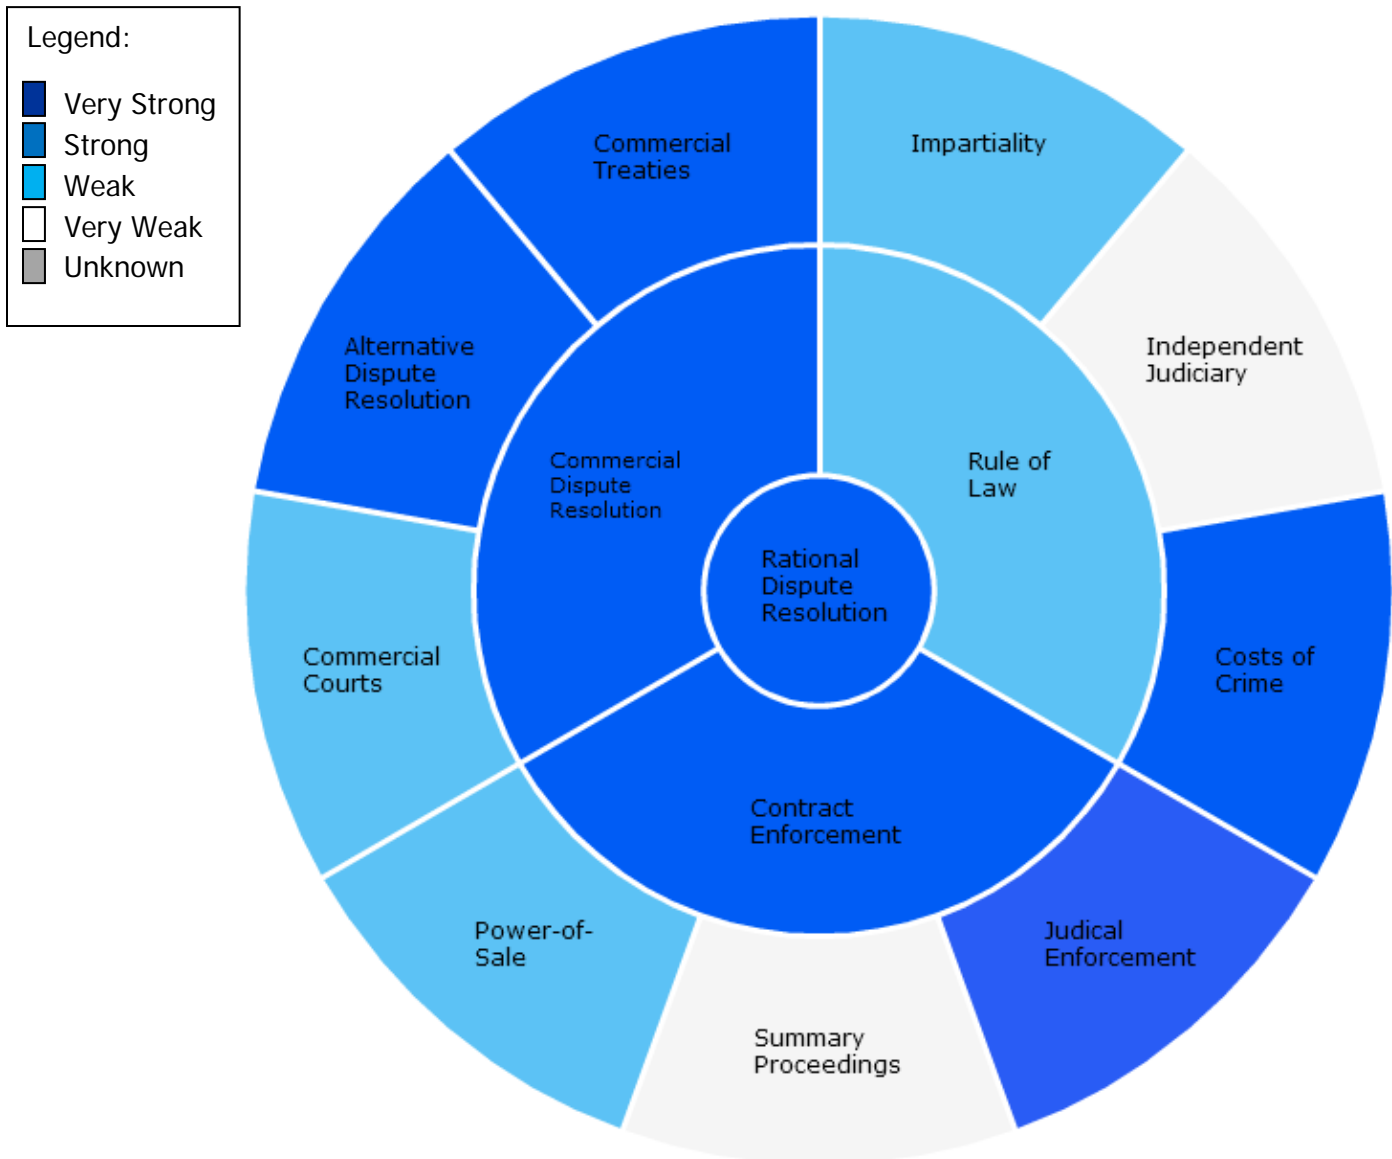 Legend:
Very Strong
Strong
Weak
Very Weak
Unknown
Commercial
Treaties
Impartiality
Alternative
Dispute
Resolution
Independent
Judiciary
Commercial
Dispute
Resolution
Rule of
Law
Rational
Dispute
Resolution
Commercial
Courts
Costs of
Crime
Contract
Enforcement
Power-of-
Sale
Judical
Enforcement
Summary
Proceedings